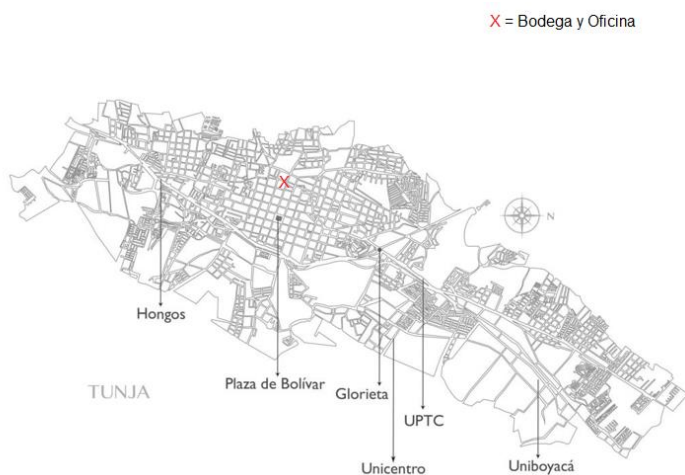 X = Bodega y Oficina
X
N
Hongos
Plaza de Bolívar
Glorieta
TUNJA
UPTC
Unicentro
Uniboyacá